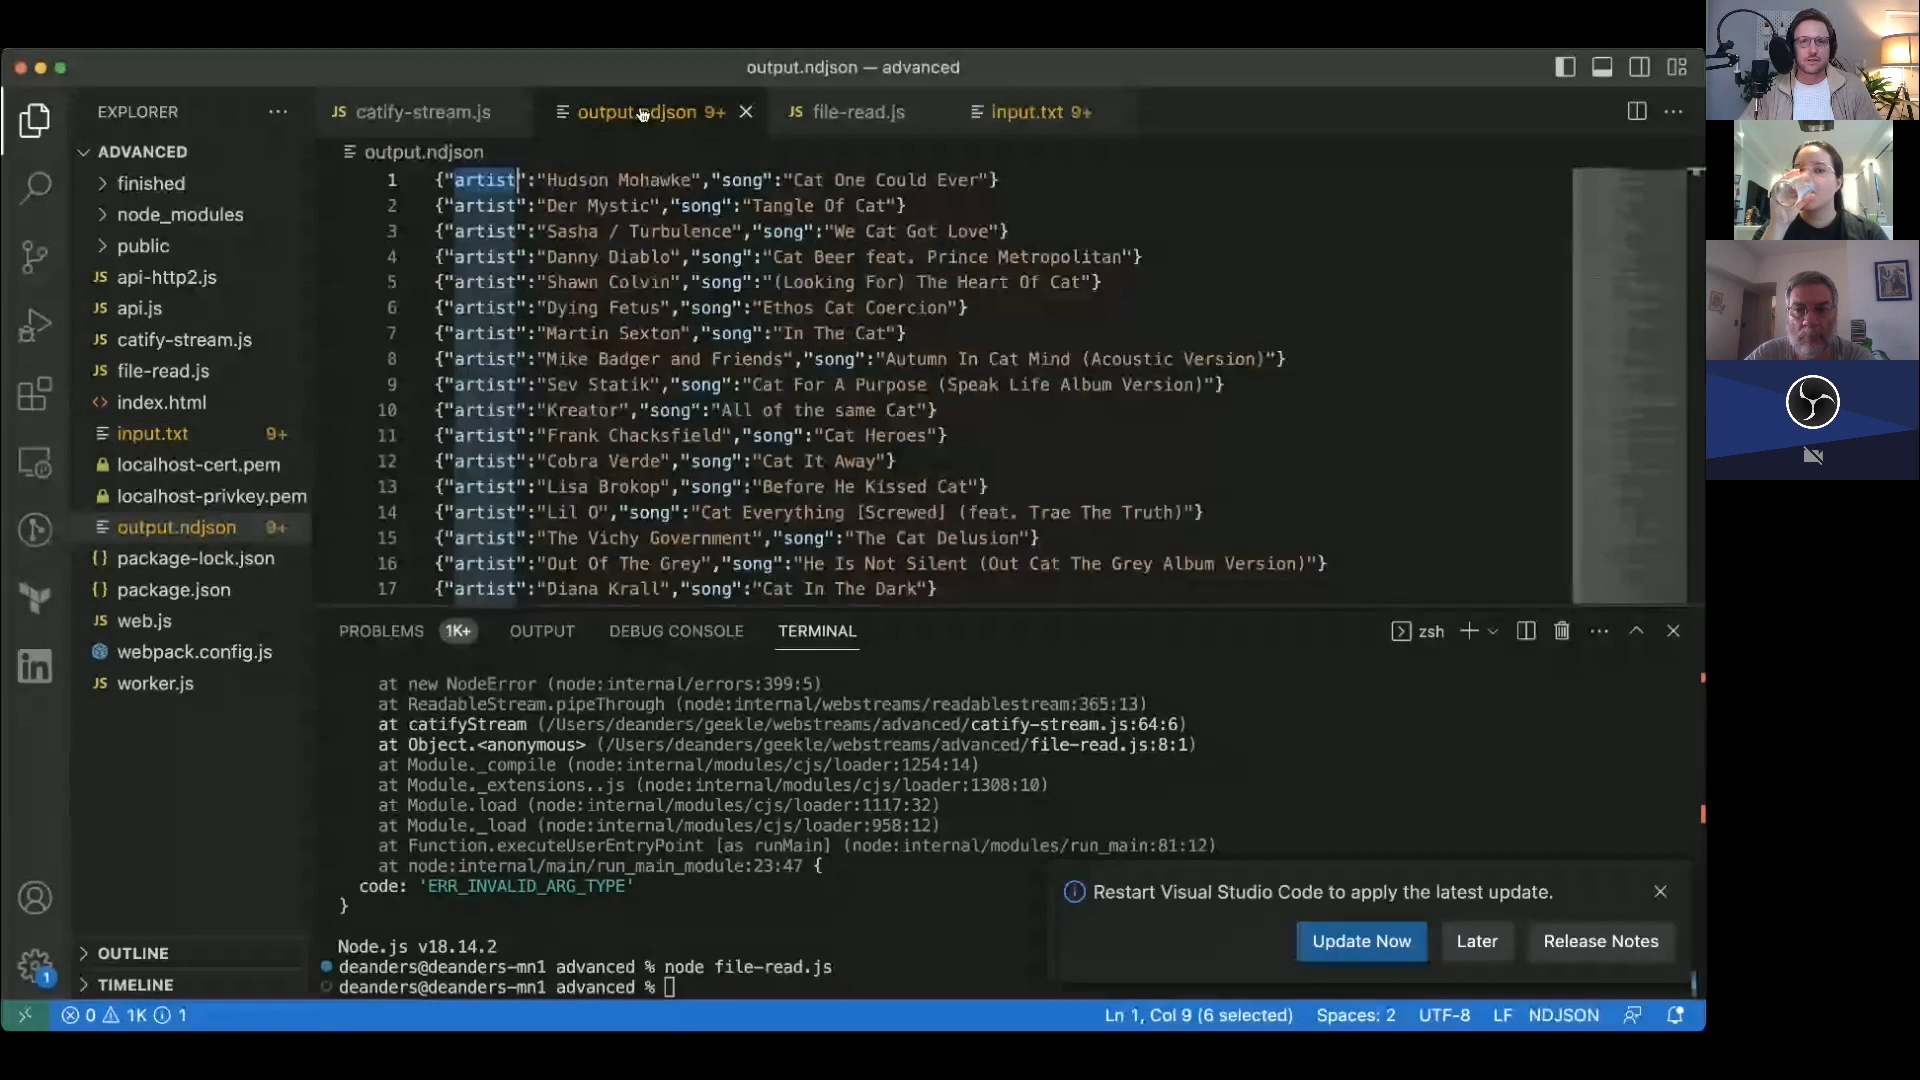 output.ndjson — advanced
EXPLORER
ADVANCED
finished
node_modules
public
JS api-http2.js
JS api.js
JS catify-stream.js
JS file-read.js
<> index.html
input.txt 9+
localhost-cert.pem
localhost-privkey.pem
output.ndjson 9+
{} package-lock.json
{} package.json
JS web.js
webpack.config.js
JS worker.js
OUTLINE
TIMELINE
JS catify-stream.js output.ndjson 9+ JS file-read.js input.txt 9+
output.ndjson
1 {"artist":"Hudson Mohawke","song":"Cat One Could Ever"}
2 {"artist":"Der Mystic","song":"Tangle Of Cat"}
3 {"artist":"Sasha / Turbulence","song":"We Cat Got Love"}
4 {"artist":"Danny Diablo","song":"Cat Beer feat. Prince Metropolitan"}
5 {"artist":"Shawn Colvin","song":"(Looking For) The Heart Of Cat"}
6 {"artist":"Dying Fetus","song":"Ethos Cat Coercion"}
7 {"artist":"Martin Sexton","song":"In The Cat"}
8 {"artist":"Mike Badger and Friends","song":"Autumn In Cat Mind (Acoustic Version)"}
9 {"artist":"Sev Statik","song":"Cat For A Purpose (Speak Life Album Version)"}
10 {"artist":"Kreator","song":"All of the same Cat"}
11 {"artist":"Frank Chacksfield","song":"Cat Heroes"}
12 {"artist":"Cobra Verde","song":"Cat It Away"}
13 {"artist":"Lisa Brokop","song":"Before He Kissed Cat"}
14 {"artist":"Lil O","song":"Cat Everything [Screwed] (feat. Trae The Truth)"}
15 {"artist":"The Vichy Government","song":"The Cat Delusion"}
16 {"artist":"Out Of The Grey","song":"He Is Not Silent (Out Cat The Grey Album Version)"}
17 {"artist":"Diana Krall","song":"Cat In The Dark"}
PROBLEMS 1K+ OUTPUT DEBUG CONSOLE TERMINAL zsh
at new NodeError (node:internal/errors:399:5)
at ReadableStream.pipeThrough (node:internal/webstreams/readablestream:365:13)
at catifyStream (/Users/deanders/geekle/webstreams/advanced/catify-stream.js:64:6)
at Object.<anonymous> (/Users/deanders/geekle/webstreams/advanced/file-read.js:8:1)
at Module._compile (node:internal/modules/cjs/loader:1254:14)
at Module._extensions..js (node:internal/modules/cjs/loader:1308:10)
at Module.load (node:internal/modules/cjs/loader:1117:32)
at Module._load (node:internal/modules/cjs/loader:958:12)
at Function.executeUserEntryPoint [as runMain] (node:internal/modules/run_main:81:12)
at node:internal/main/run_main_module:23:47 {
code: 'ERR_INVALID_ARG_TYPE'
}
Node.js v18.14.2
deanders@deanders-mn1 advanced % node file-read.js
deanders@deanders-mn1 advanced %
Restart Visual Studio Code to apply the latest update.
Update Now Later Release Notes
in
1
0 1K 1 Ln 1, Col 9 (6 selected) Spaces: 2 UTF-8 LF NDJSON